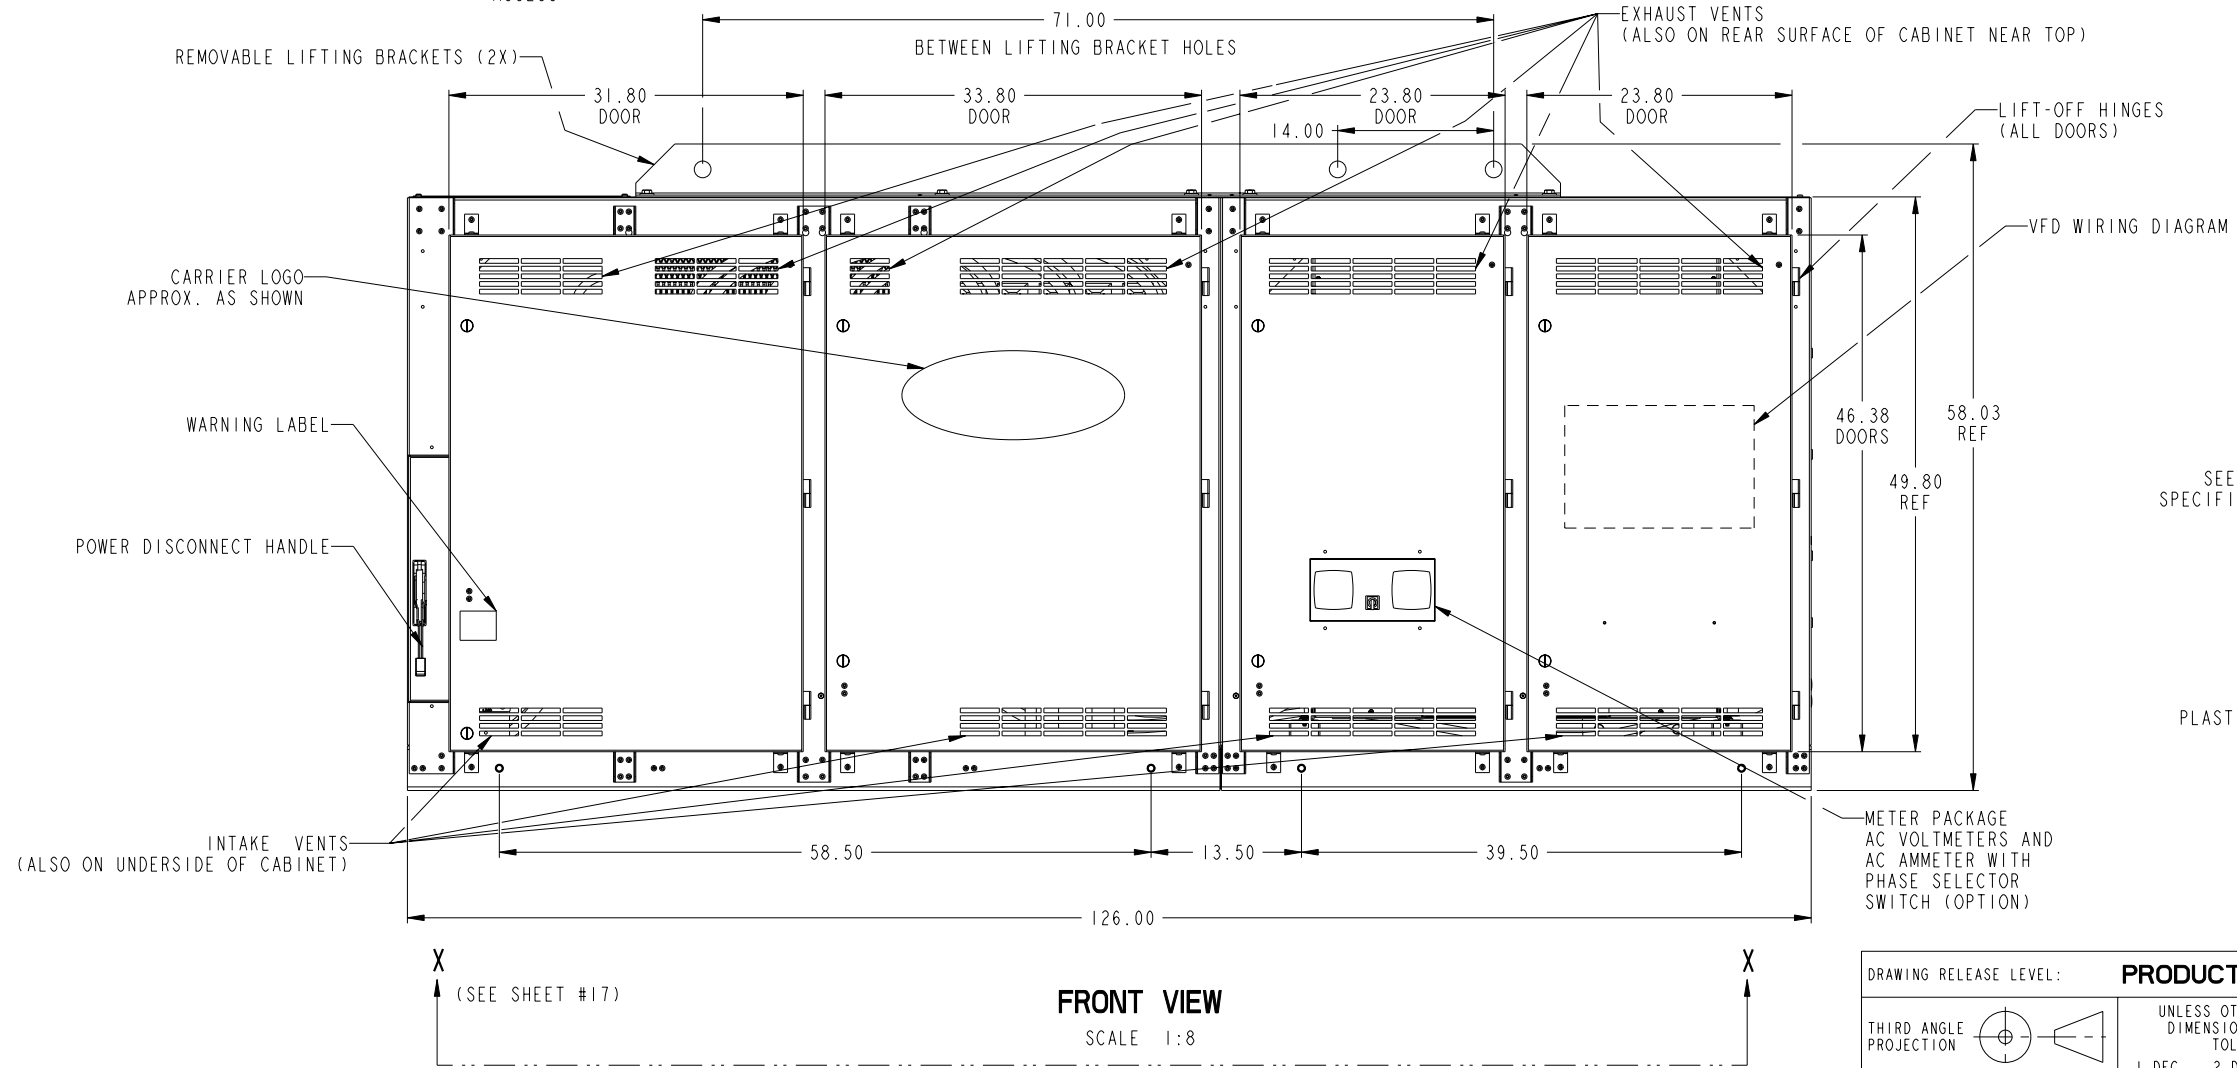 71.00
BETWEEN LIFTING BRACKET HOLES
EXHAUST VENTS
(ALSO ON REAR SURFACE OF CABINET NEAR TOP)
REMOVABLE LIFTING BRACKETS (2X)
31.80
DOOR
33.80
DOOR
23.80
DOOR
23.80
DOOR
14.00
LIFT-OFF HINGES
(ALL DOORS)
VFD WIRING DIAGRAM
CARRIER LOGO
APPROX. AS SHOWN
WARNING LABEL
46.38
DOORS
58.03
REF
49.80
REF
SEE
SPECIFI
POWER DISCONNECT HANDLE
PLAST
INTAKE VENTS
(ALSO ON UNDERSIDE OF CABINET)
58.50
13.50
39.50
METER PACKAGE
AC VOLTMETERS AND
AC AMMETER WITH
PHASE SELECTOR
SWITCH (OPTION)
126.00
X
X
(SEE SHEET #17)
FRONT VIEW
SCALE 1:8
DRAWING RELEASE LEVEL:
PRODUCT
THIRD ANGLE
PROJECTION
UNLESS OT
DIMENSIO
TOL